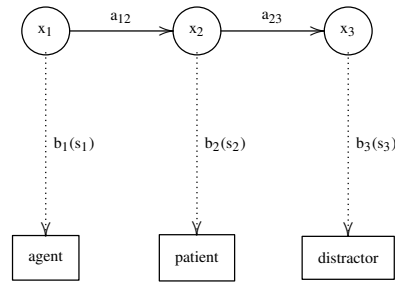 x1 a12 x2 a23 x3
b1(s1) b2(s2) b3(s3)
agent patient distractor